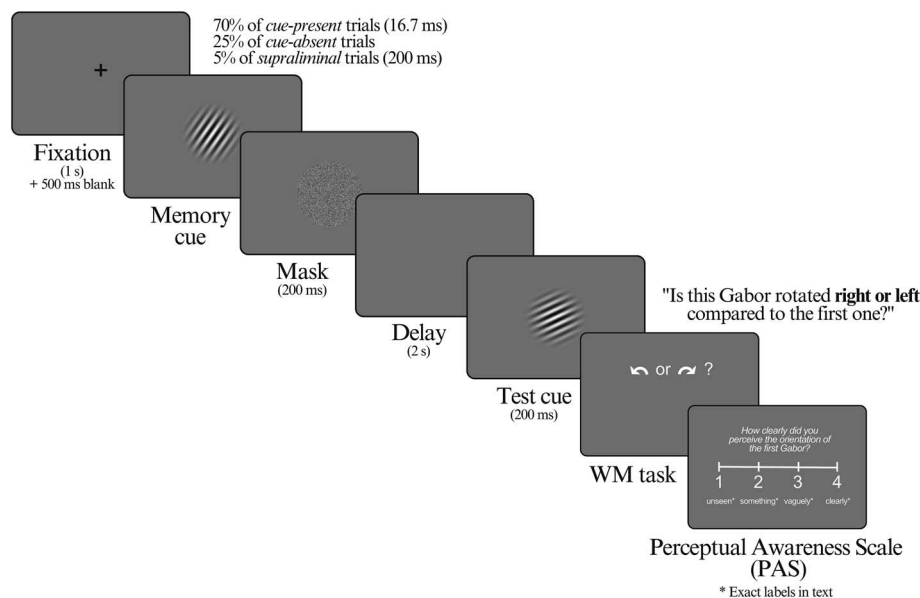 70% of cue-present trials (16.7 ms)
25% of cue-absent trials
5% of supraliminal trials (200 ms)
Fixation
(1 s)
+ 500 ms blank
Memory
cue
Mask
(200 ms)
Delay
(2 s)
Test cue
(200 ms)
"Is this Gabor rotated right or left
compared to the first one?"
or ?
WM task
How clearly did you
perceive the orientation of
the first Gabor?
1 2 3 4
unseen* something* vaguely* clearly*
Perceptual Awareness Scale
(PAS)
* Exact labels in text